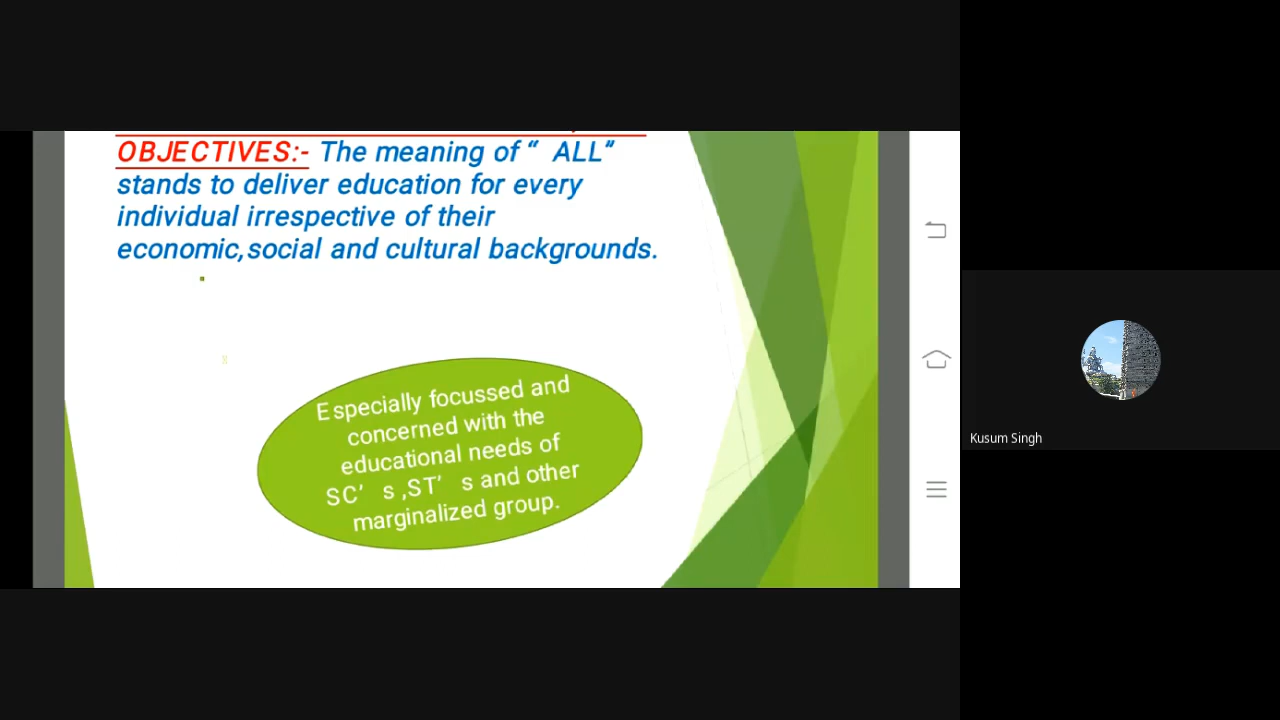 OBJECTIVES:- The meaning of “ ALL“
stands to deliver education for every
individual irrespective of their
economic,social and cultural backgrounds.
x
Especially focussed and
concerned with the
educational needs of
SC’ s ,ST’ s and other
marginalized group.
Kusum Singh